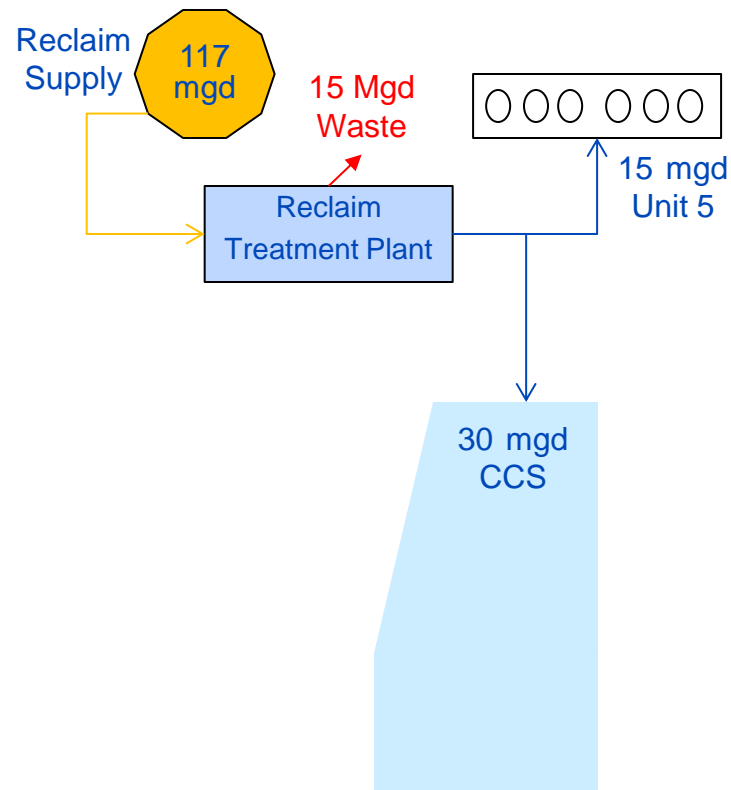 Reclaim
Supply
117
mgd
15 Mgd
Waste
15 mgd
Unit 5
Reclaim
Treatment Plant
30 mgd
CCS